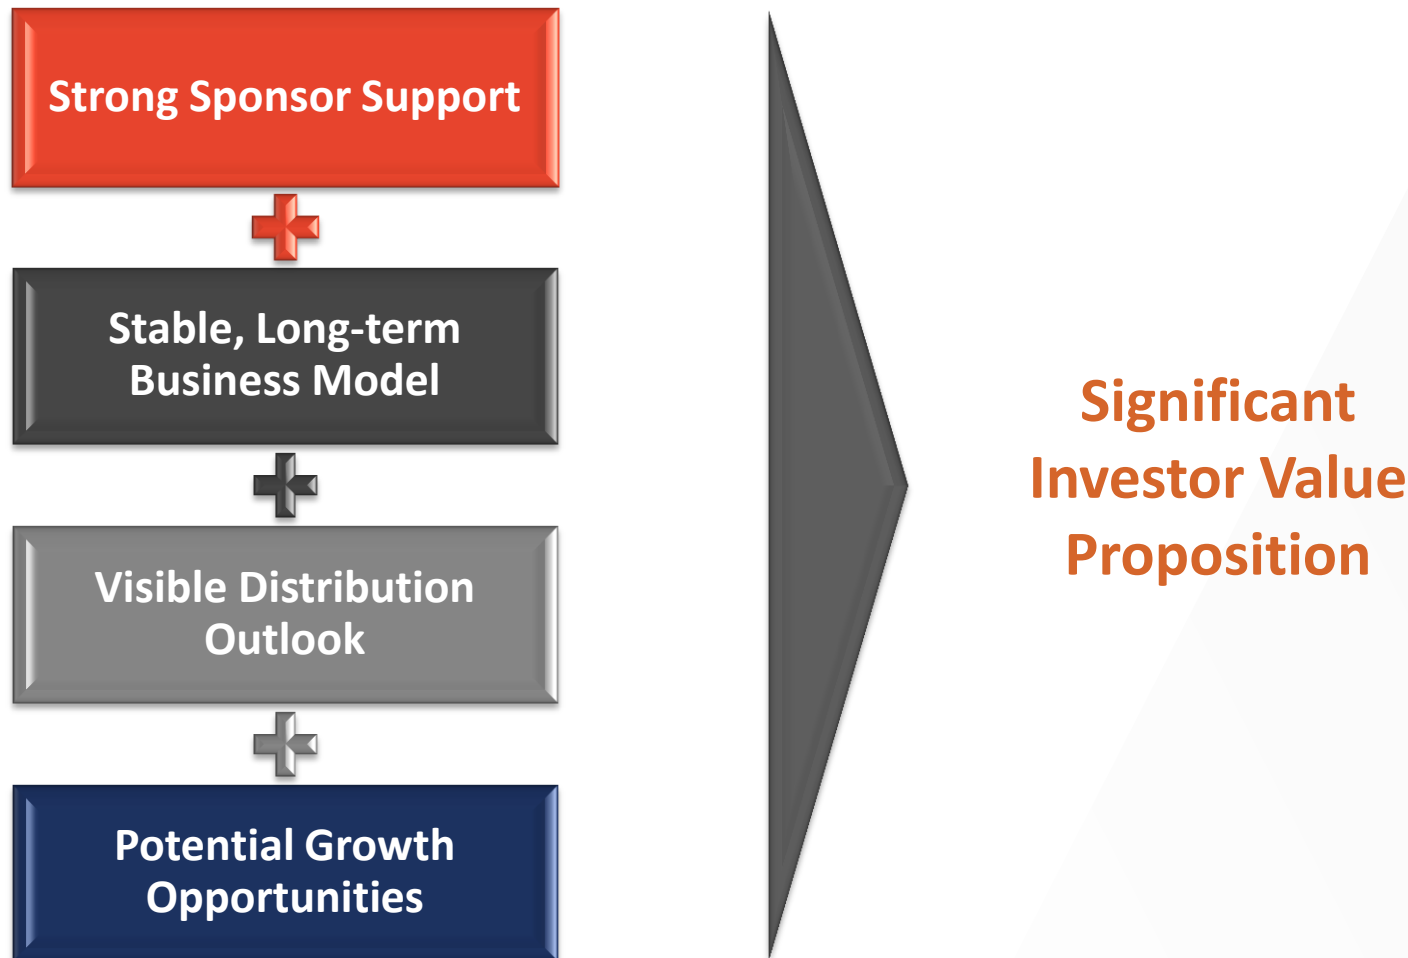 Strong Sponsor Support
Stable, Long-term
Business Model
Visible Distribution
Outlook
Potential Growth
Opportunities
Significant
Investor Value
Proposition